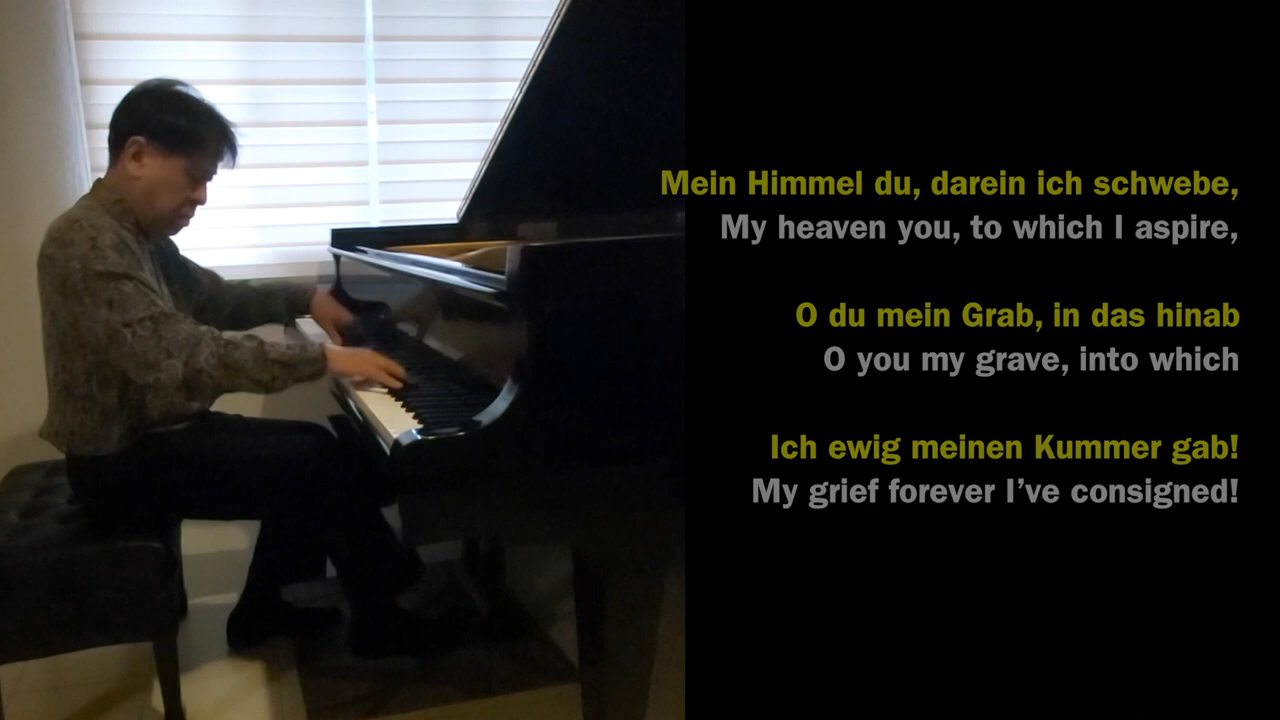 Mein Himmel du, darein ich schwebe,
My heaven you, to which I aspire,
O du mein Grab, in das hinab
O you my grave, into which
Ich ewig meinen Kummer gab!
My grief forever I've consigned!